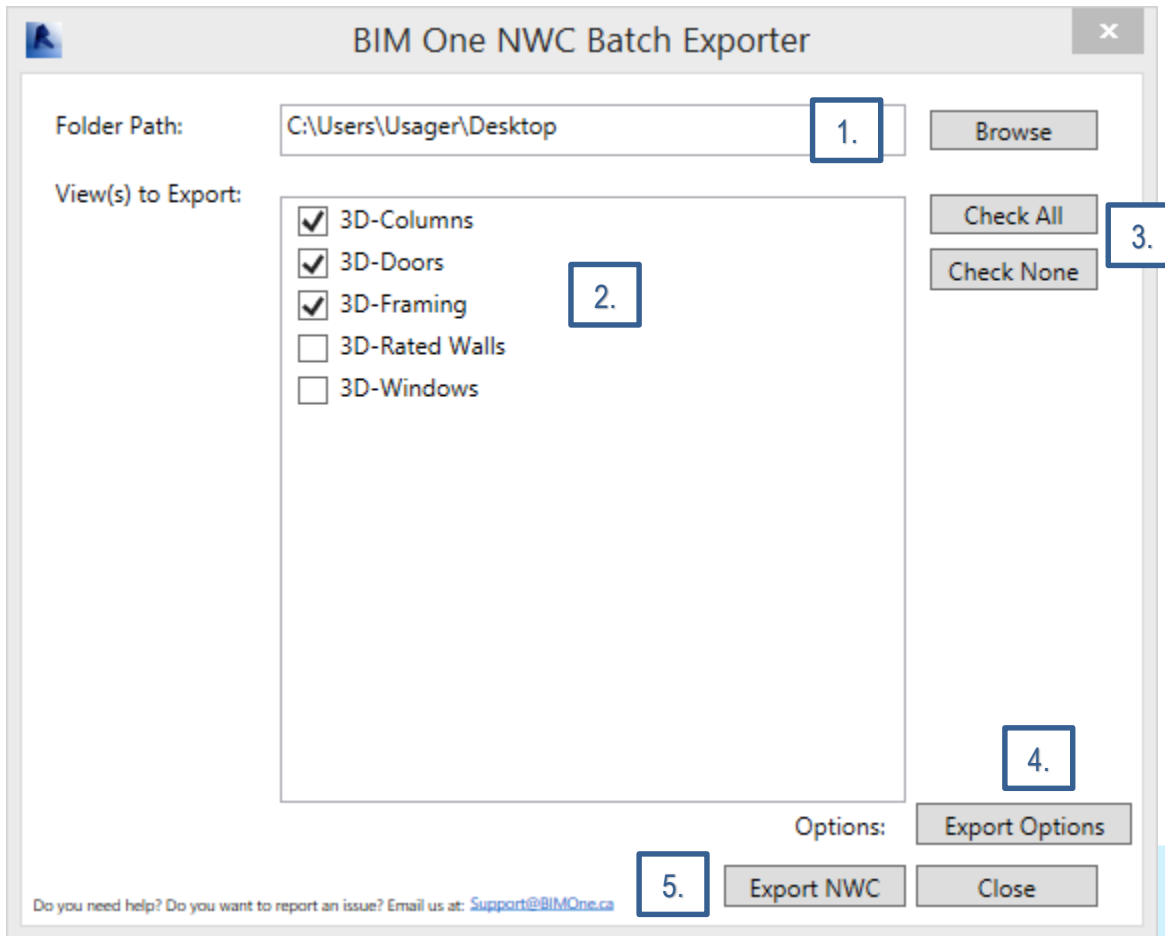 BIM One NWC Batch Exporter
x
Folder Path:
C:\Users\Usager\Desktop
1.
Browse
View(s) to Export:
3D-Columns
3D-Doors
3D-Framing
3D-Rated Walls
3D-Windows
2.
Check All
Check None
3.
4.
Options:
Export Options
5.
Export NWC
Close
Do you need help? Do you want to report an issue? Email us at: Support@BIMOne.ca